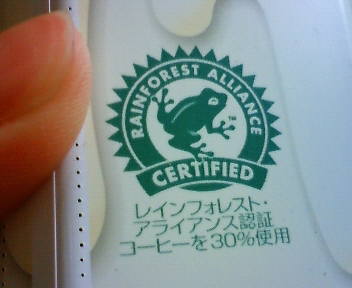 RAINFOREST ALLIANCE
TM
CERTIFIED
レインフォレスト・
アライアンス認証
コーヒーを30%使用